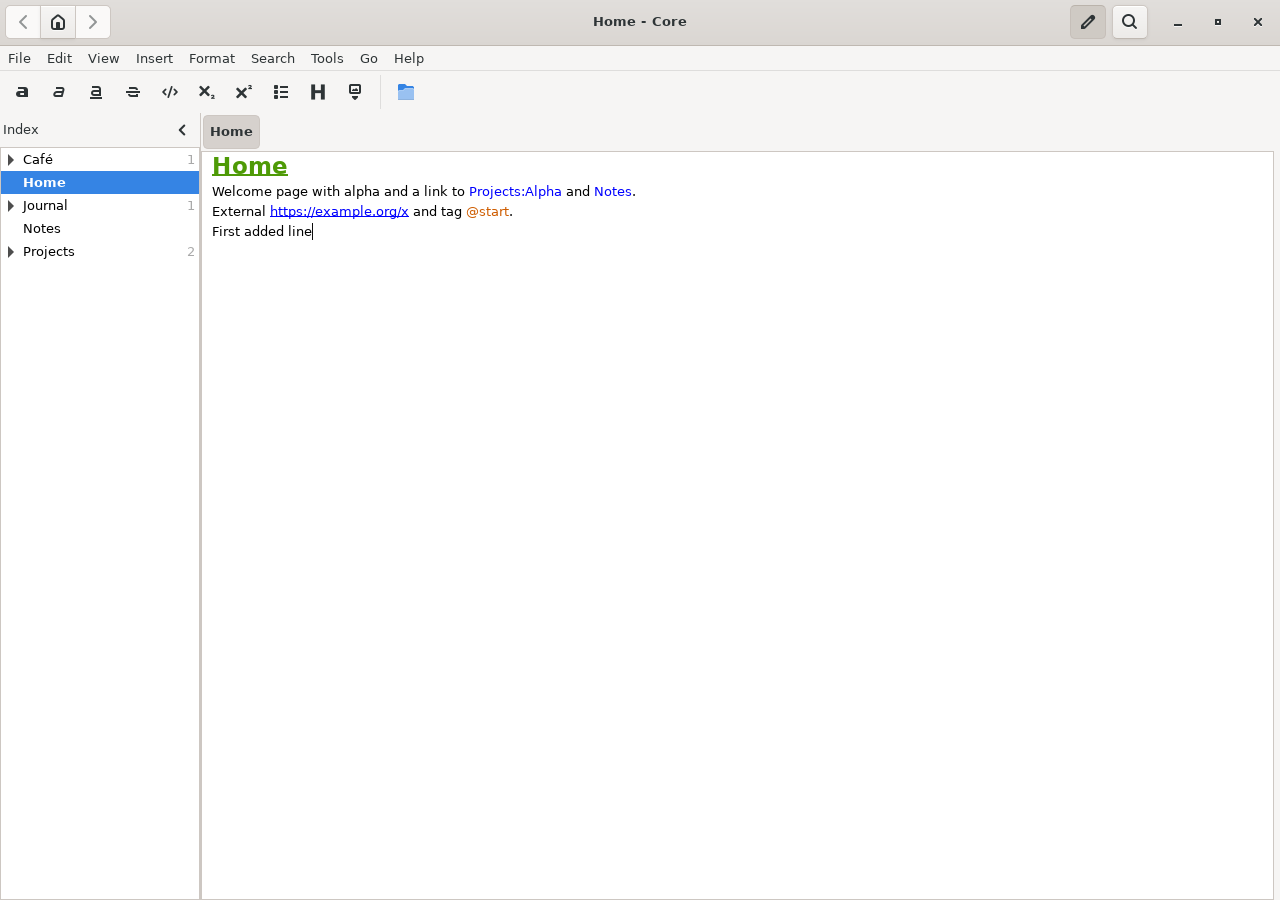 Home - Core
File Edit View Insert Format Search Tools Go Help
Index
Home
Café 1
Home
Journal 1
Notes
Projects 2
Home
Welcome page with alpha and a link to Projects:Alpha and Notes.
External https://example.org/x and tag @start.
First added line